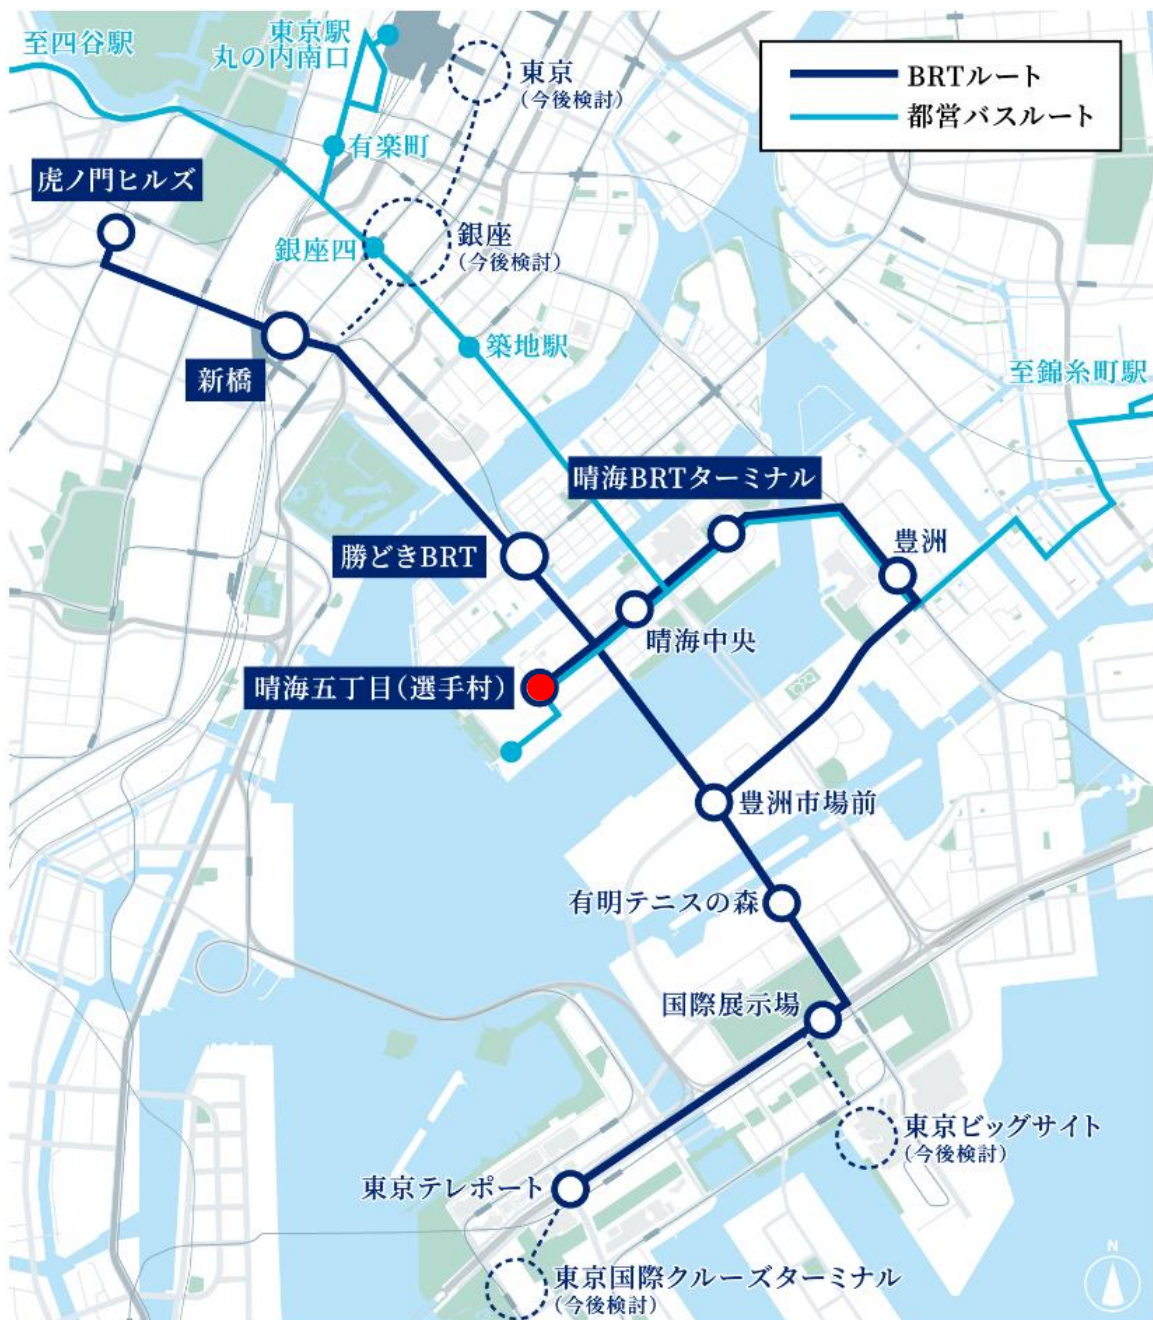 至四谷駅
東京駅
丸の内南口
東京
(今後検討)
BRTルート
都営バスルート
有楽町
虎ノ門ヒルズ
銀座四
銀座
(今後検討)
新橋
築地駅
至錦糸町駅
晴海BRTターミナル
勝どきBRT
豊洲
晴海中央
晴海五丁目(選手村)
豊洲市場前
有明テニスの森
国際展示場
東京ビッグサイト
(今後検討)
東京テレポート
東京国際クルーズターミナル
(今後検討)
N